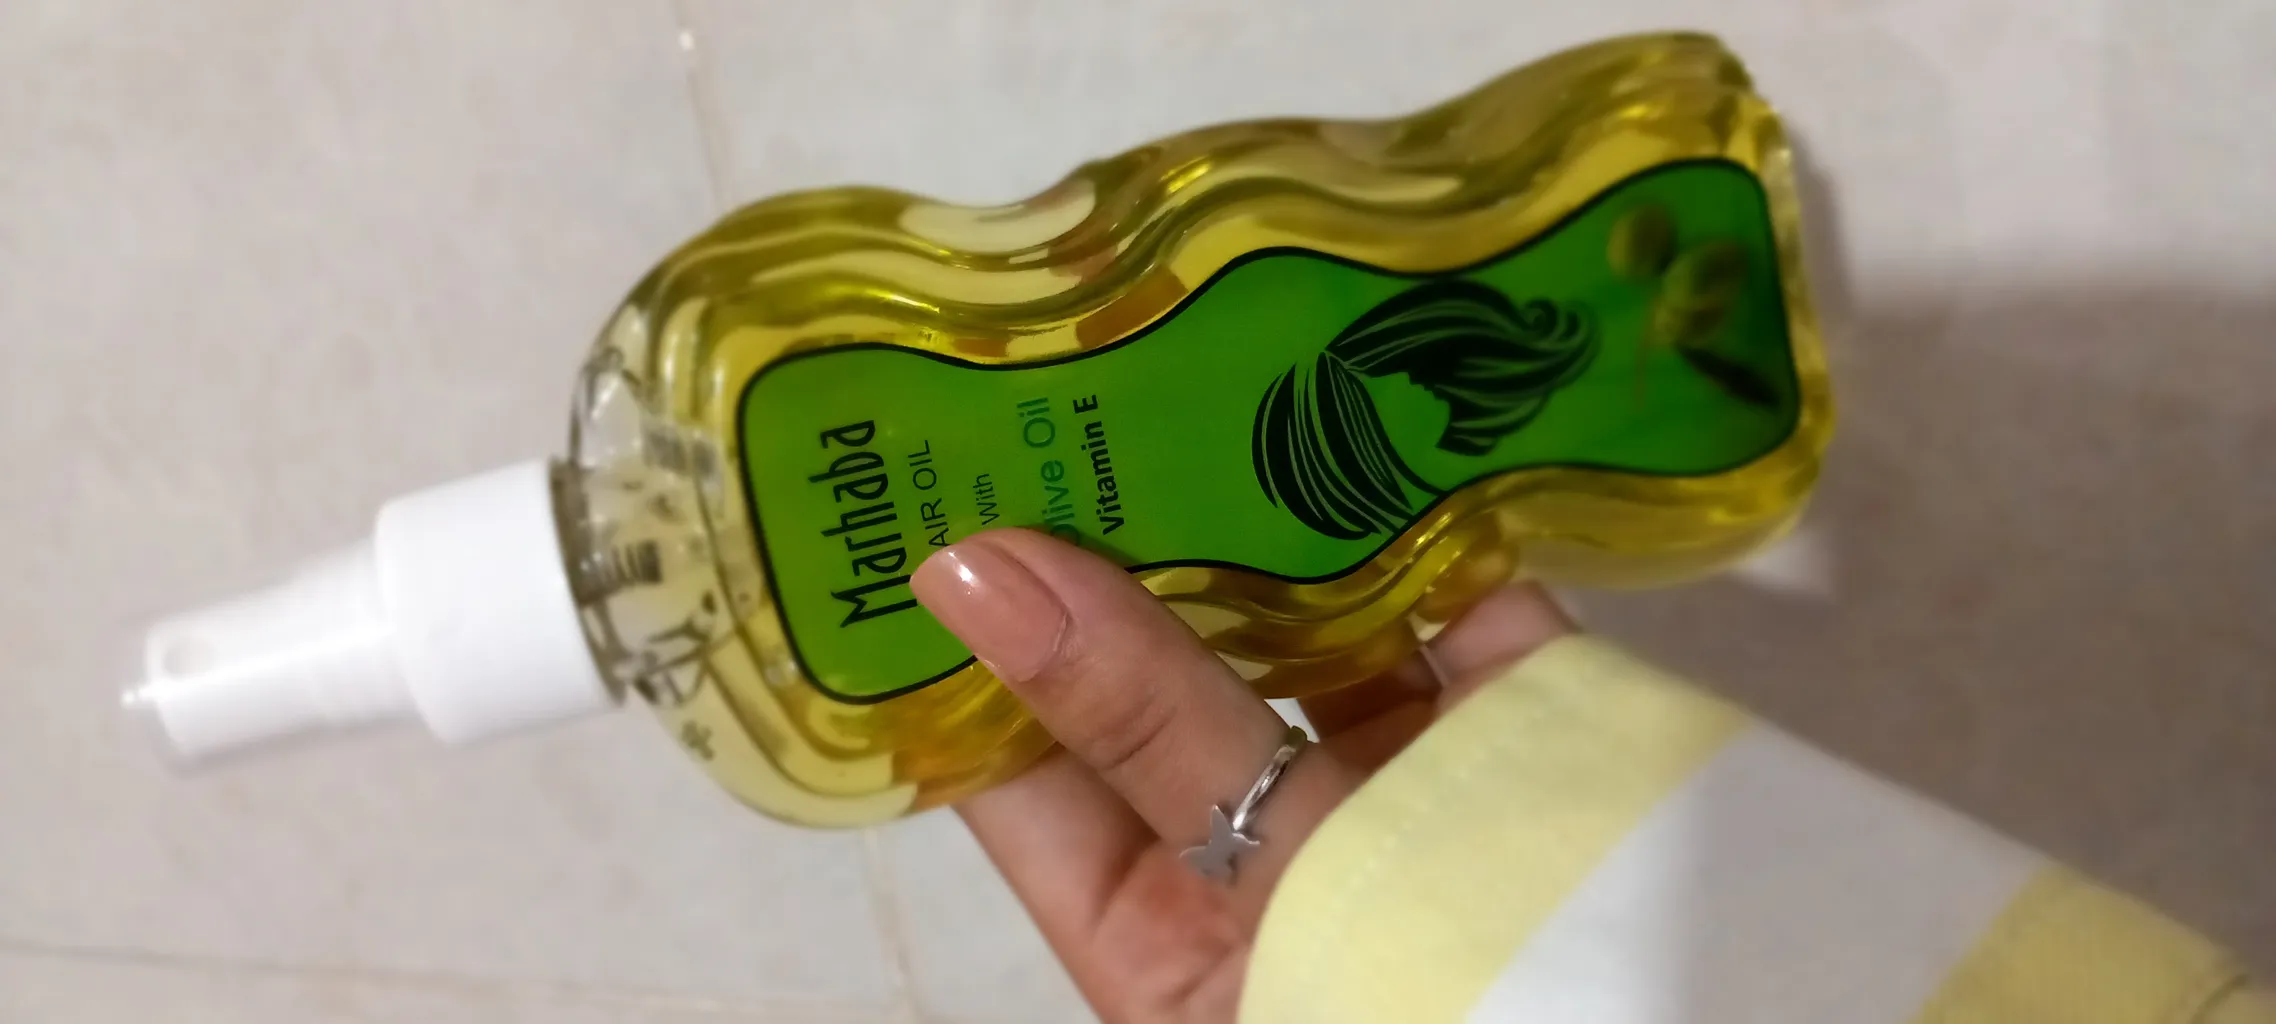 Marhaba
AIR OIL
With
Olive Oil
Vitamin E